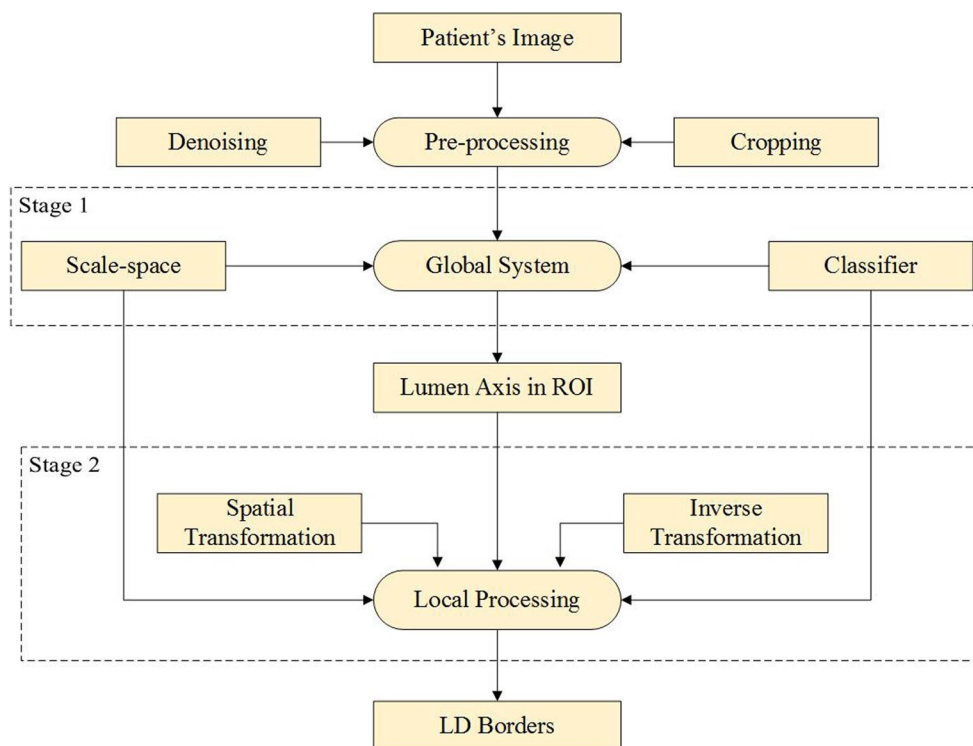 Patient’s Image
Denoising
Pre-processing
Cropping
Stage 1
Scale-space
Global System
Classifier
Lumen Axis in ROI
Stage 2
Spatial
Transformation
Inverse
Transformation
Local Processing
LD Borders